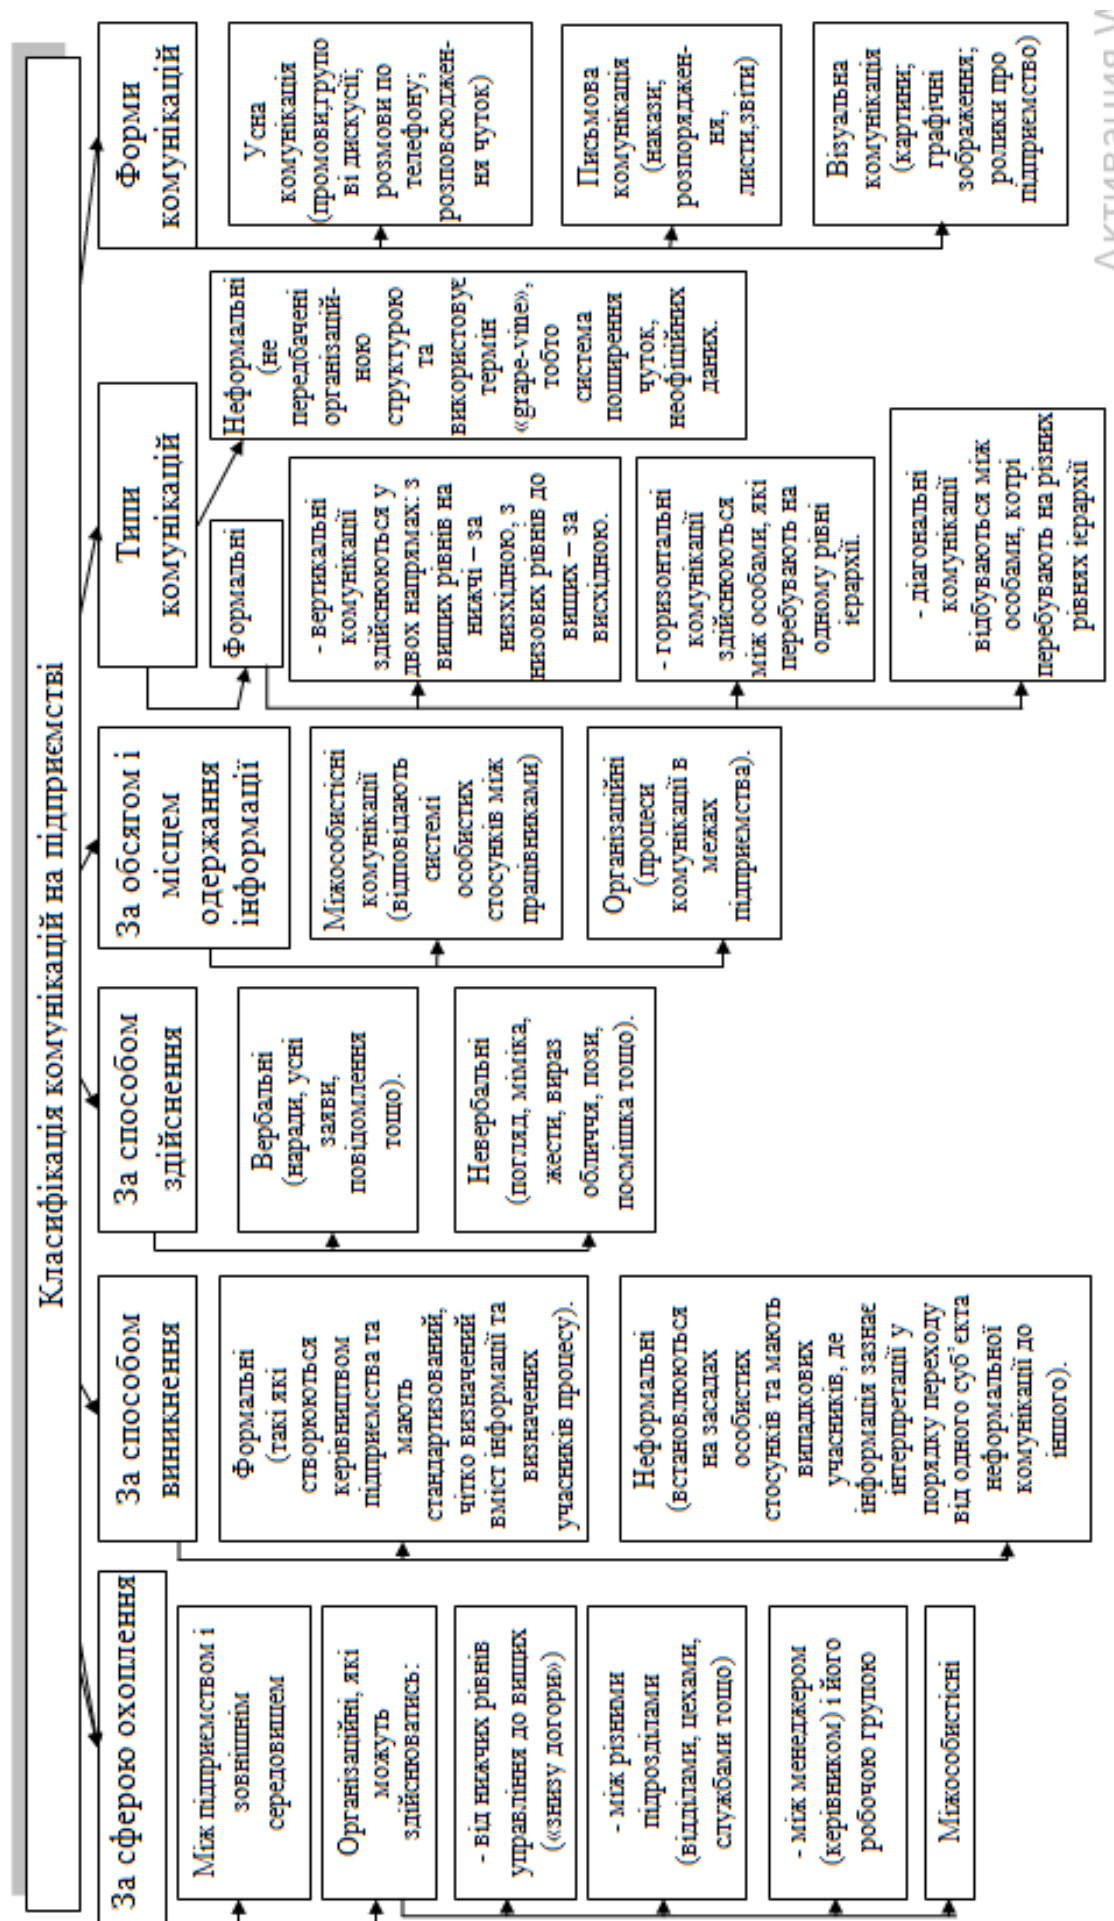 Класифікація комунікацій на підприємстві
За сферою охоплення
Між підприємством і
зовнішнім
середовищем
Організаційні, які
можуть
здійснюватись:
- від нижчих рівнів
управління до вищих
(«знизу догори»)
- між різними
підрозділами
(відділами, цехами,
службами тощо)
- між менеджером
(керівником) і його
робочою групою
Міжособистісні
За способом
виникнення
Формальні
(такі які
створюються
керівництвом
підприємства та
мають
стандартизований,
чітко визначений
вміст інформації та
визначених
учасників процесу).
Неформальні
(встановлюються
на засадах
особистих
стосунків та мають
випадкових
учасників, де
інформація зазнає
інтерпретації у
порядку переходу
від одного суб’єкта
неформальної
комунікації до
іншого).
За способом
здійснення
Вербальні
(наради, усні
заяви,
повідомлення
тощо).
Невербальні
(погляд, міміка,
жести, вираз
обличчя, пози,
посмішка тощо).
За обсягом і
місцем
одержання
інформації
Міжособистісні
комунікації
(відповідають
системі
особистих
стосунків між
працівниками)
Організаційні
(процеси
комунікації в
межах
підприємства).
Типи
комунікацій
Формальні
- вертикальні
комунікації
здійснюються у
двох напрямах: з
вищих рівнів на
нижчі – за
низхідною, з
низових рівнів до
вищих – за
висхідною.
- горизонтальні
комунікації
здійснюються
між особами, які
перебувають на
одному рівні
ієрархії.
- діагональні
комунікації
відбуваються між
особами, котрі
перебувають на різних
рівнях ієрархії
Неформальні
(не
передбачені
організацій-
ною
структурою
та
використовує
термін
«grape-vine»,
тобто
система
поширення
чуток,
неофіційних
даних.
Форми
комунікацій
Усна
комунікація
(промови,групо
ві дискусії;
розмови по
телефону;
розповсюджен-
ня чуток)
Письмова
комунікація
(накази;
розпоряджен-
ня,
листи,звіти)
Візуальна
комунікація
(картини;
графічні
зображення;
ролики про
підприємство)
Активация W